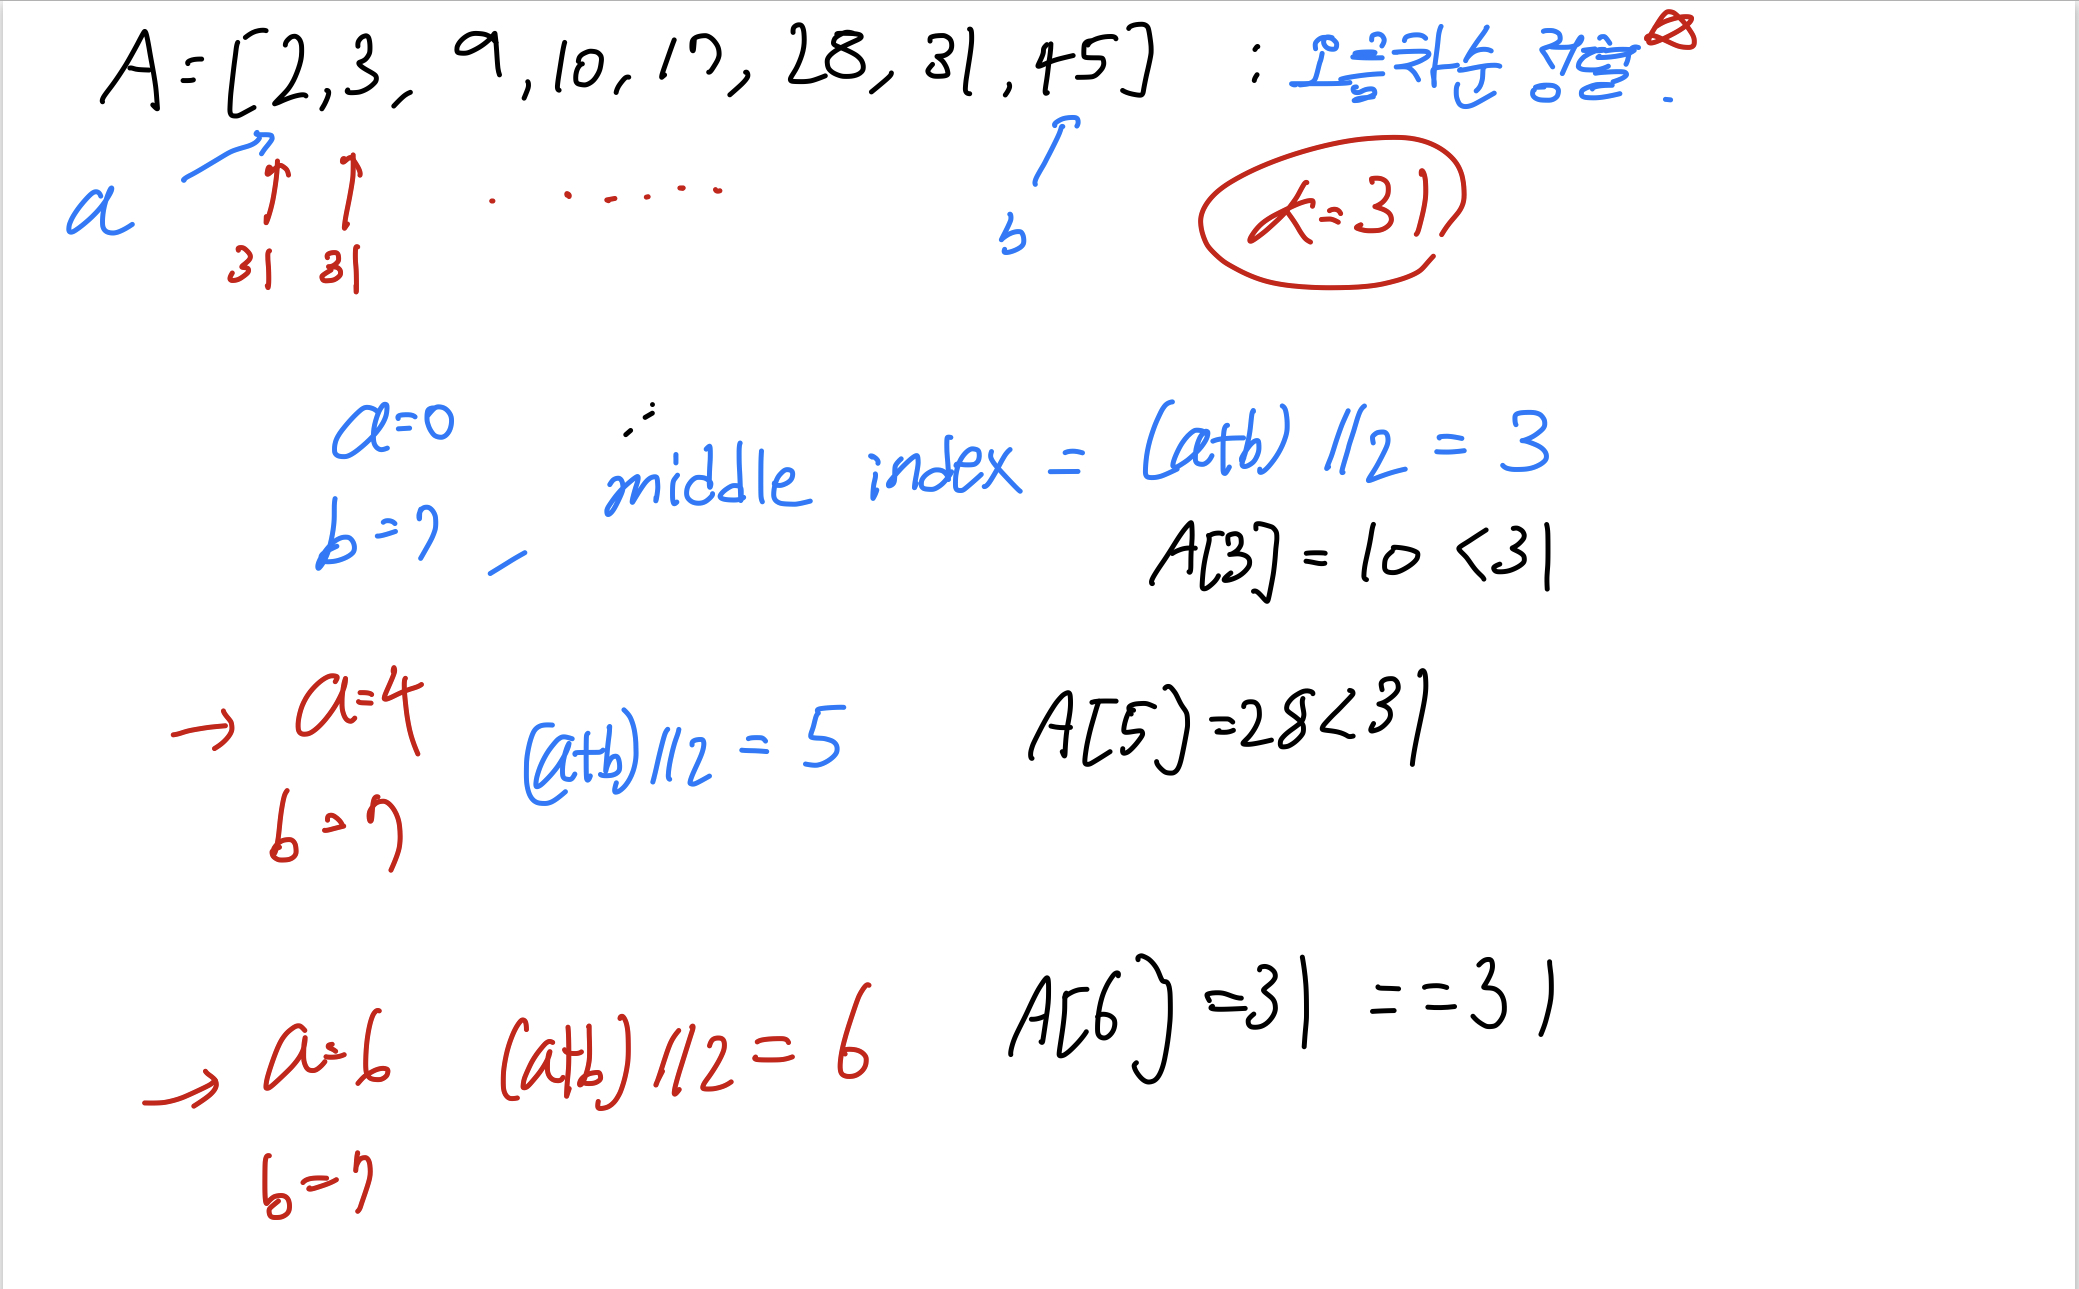 A=[2,3,9,10,17,28,31,45] : 오름차순 정렬.
a b x=31
31 31
a=0 middle index = (a+b)//2 = 3
b=7
A[3] = 10 <31
→ a=4 (a+b)//2 = 5 A[5]=28<31
b=7
→ a=6 (a+b)//2 = 6 A[6]=31 ==31
b=7